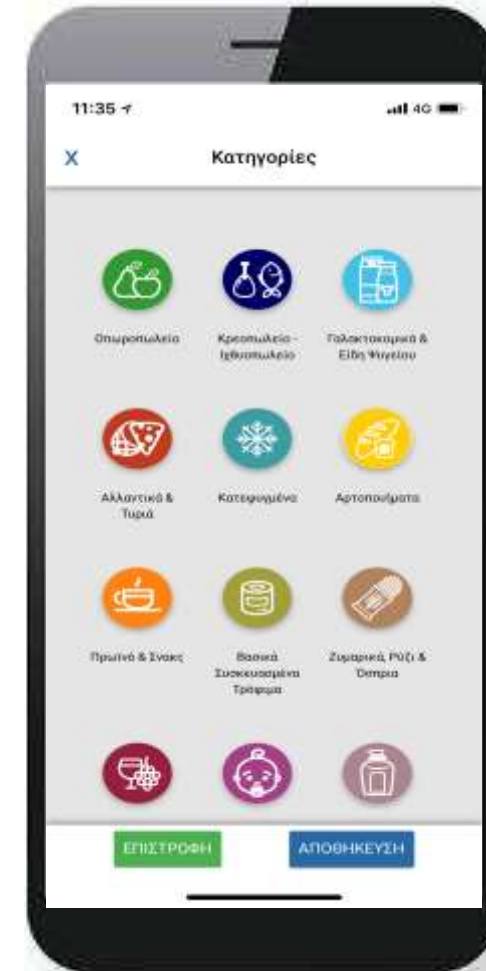 11:35
4G
X
Κατηγορίες
Οπωροπωλείο
Κρεοπωλείο -
Ιχθυοπωλείο
Γαλακτοκομικά &
Είδη Ψυγείου
Αλλαντικά &
Τυριά
Κατεψυγμένα
Αρτοποιήματα
Πρωϊνό & Σνακς
Βασικά
Συσκευασμένα
Τρόφιμα
Ζυμαρικά, Ρύζι &
Όσπρια
ΕΠΙΣΤΡΟΦΗ
ΑΠΟΘΗΚΕΥΣΗ